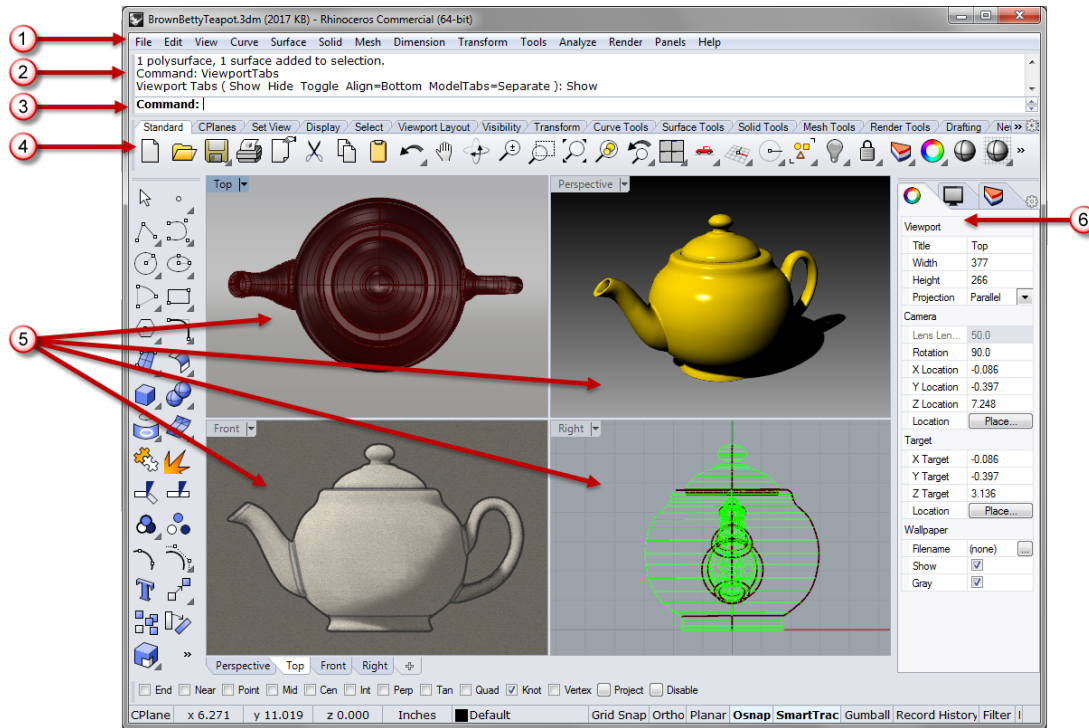 BrownBettyTeapot.3dm (2017 KB) - Rhinoceros Commercial (64-bit)
1
File Edit View Curve Surface Solid Mesh Dimension Transform Tools Analyze Render Panels Help
1 polysurface, 1 surface added to selection.
2
Command: ViewportTabs
Viewport Tabs ( Show Hide Toggle Align=Bottom ModelTabs=Separate ): Show
3
Command:
Standard CPlanes Set View Display Select Viewport Layout Visibility Transform Curve Tools Surface Tools Solid Tools Mesh Tools Render Tools Drafting Nei »
4
»
Top
Perspective
6
Viewport
Title Top
Width 377
Height 266
Projection Parallel
Camera
Lens Len... 50.0
Rotation 90.0
X Location -0.086
Y Location -0.397
Z Location 7.248
Location Place...
5
Front
Right
Target
X Target -0.086
Y Target -0.397
Z Target 3.136
Location Place...
Wallpaper
Filename (none) ...
Show
Gray
T
»
Perspective Top Front Right
End Near Point Mid Cen Int Perp Tan Quad Knot Vertex Project Disable
CPlane x 6.271 y 11.019 z 0.000 Inches Default Grid Snap Ortho Planar Osnap SmartTrac Gumball Record History Filter